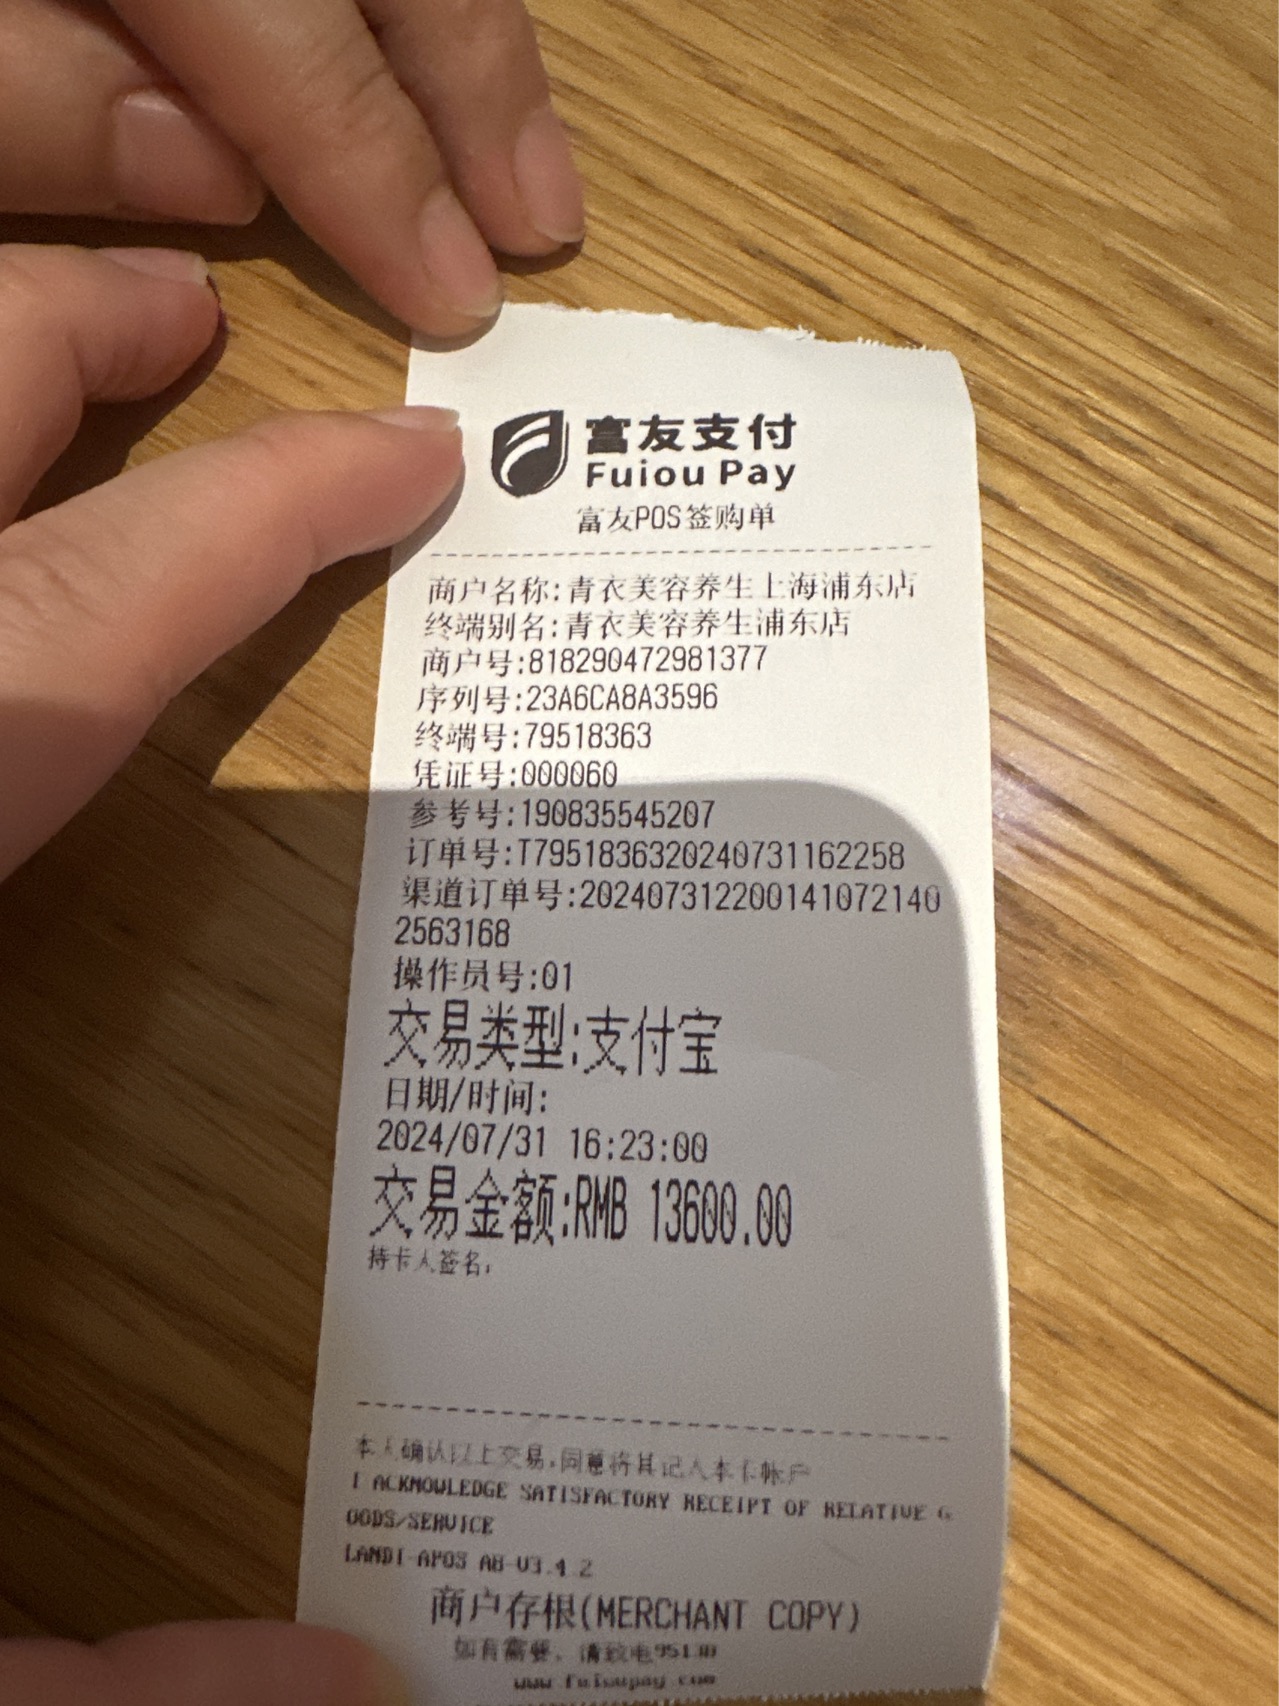 富友支付
Fuiou Pay
富友POS签购单
商户名称:青衣美容养生上海浦东店
终端别名:青衣美容养生浦东店
商户号:818290472981377
序列号:23A6CA8A3596
终端号:79518363
凭证号:000060
参考号:190835545207
订单号:T7951836320240731162258
渠道订单号:2024073122001410721 40
2563168
操作员号:01
交易类型:支付宝
日期/时间:
2024/07/31 16:23:00
交易金额:RMB 13600.00
持卡人签名:
本人确认以上交易,同意将其记入本卡帐户
I ACKNOWLEDGE SATISFACTORY RECEIPT OF RELATIVE G
OODS/SERVICE
LANDI-APOS A8-V3.4.2
商户存根(MERCHANT COPY)
如有需要, 请致电
www.fuioupay.com